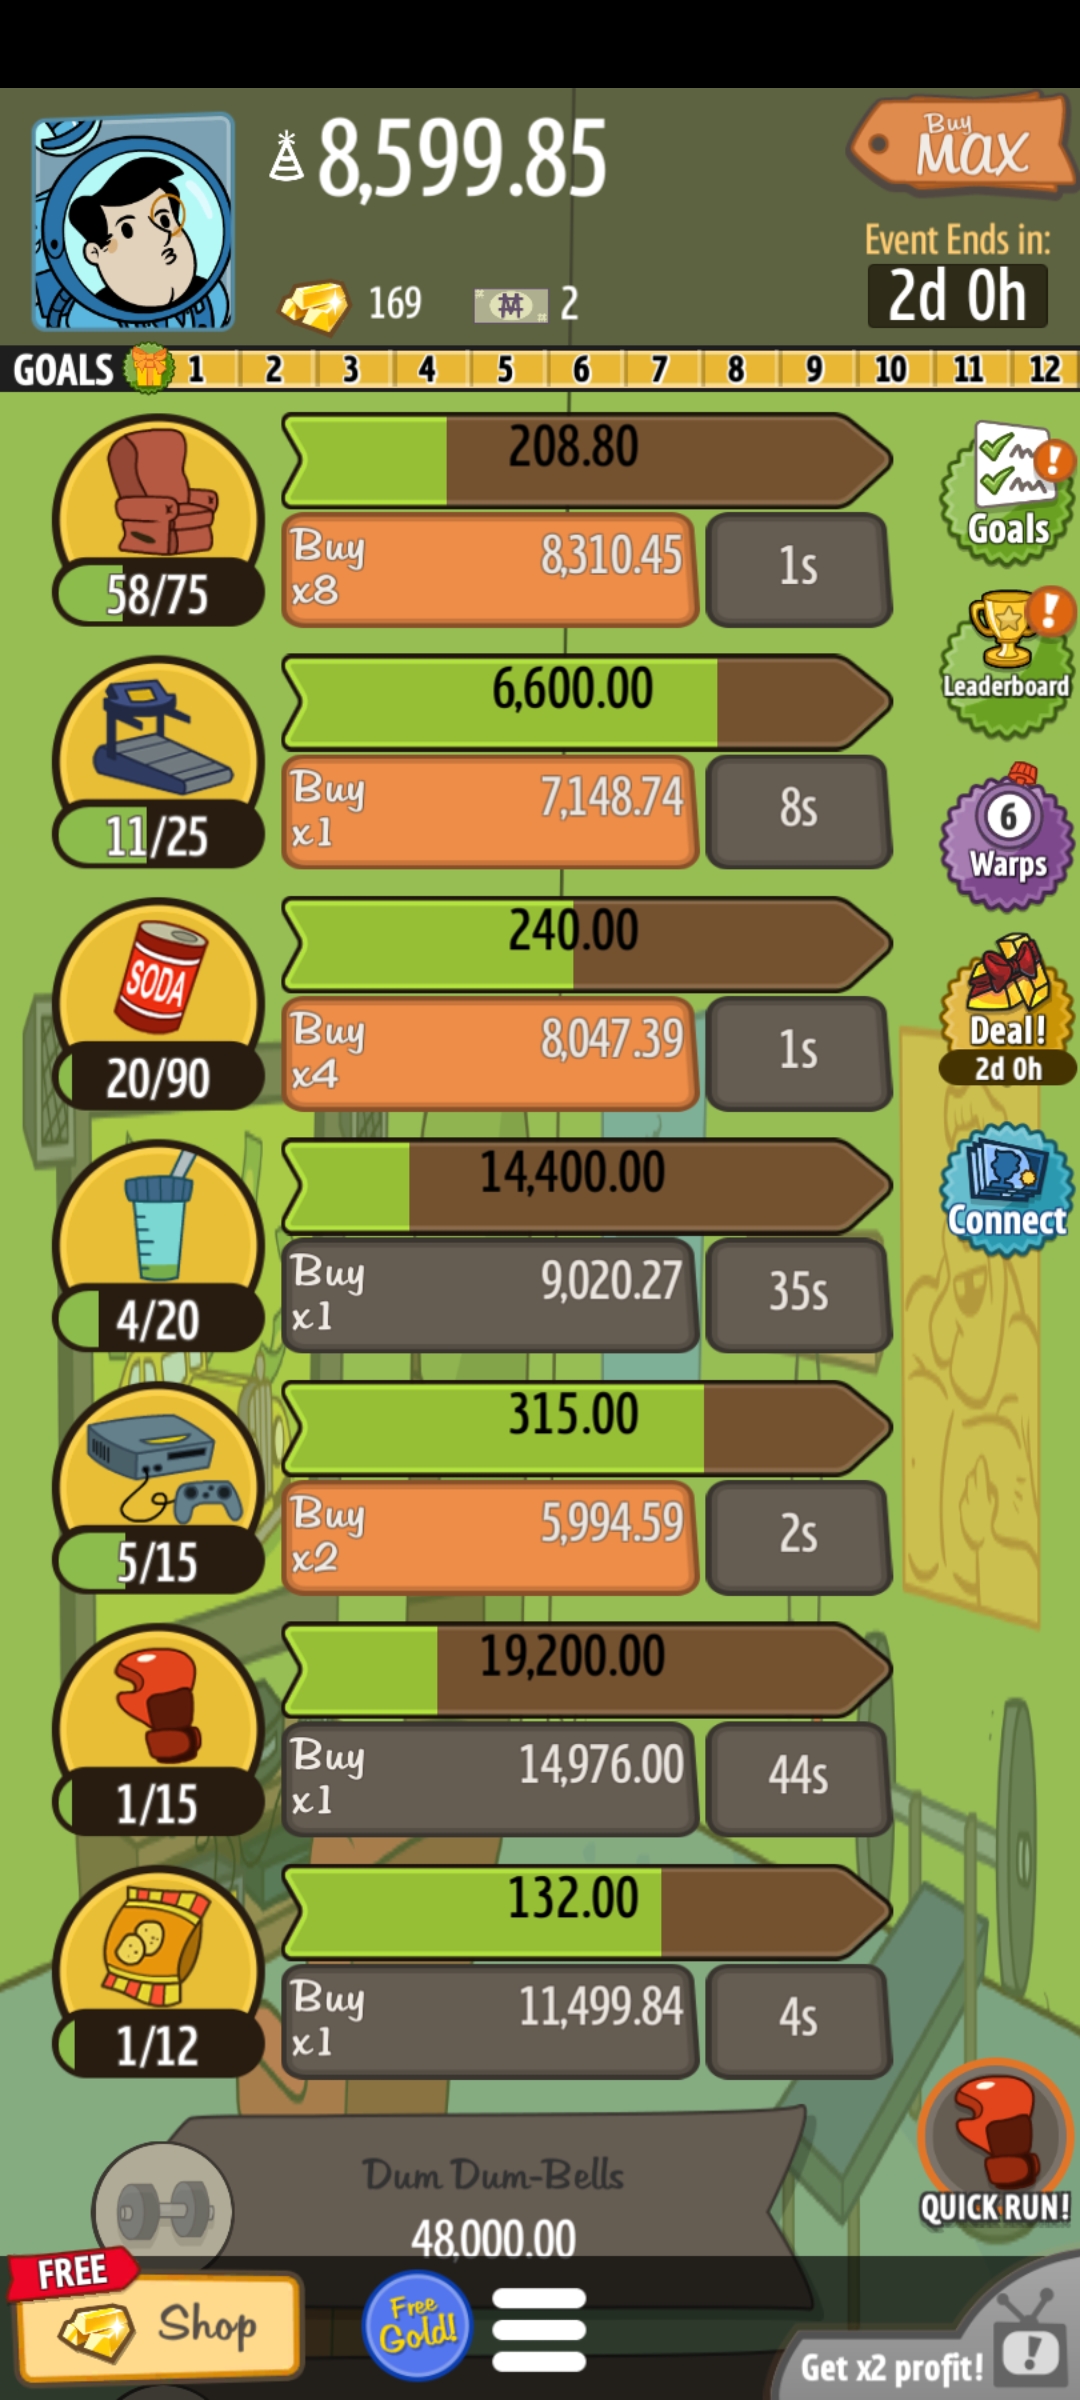 8,599.85
Buy
MAX
Event Ends in:
2d 0h
169
2
GOALS 1 2 3 4 5 6 7 8 9 10 11 12
208.80
Buy
x8
8,310.45
1s
58/75
Goals
6,600.00
Buy
x1
7,148.74
8s
11/25
Leaderboard
6
Warps
240.00
SODA
Buy
x4
8,047.39
1s
20/90
Deal!
2d 0h
14,400.00
Buy
x1
9,020.27
35s
4/20
Connect
315.00
Buy
x2
5,994.59
2s
5/15
19,200.00
Buy
x1
14,976.00
44s
1/15
132.00
Buy
x1
11,499.84
4s
1/12
Dum Dum-Bells
48,000.00
QUICK RUN!
FREE
Shop
Free
Gold!
Get x2 profit!